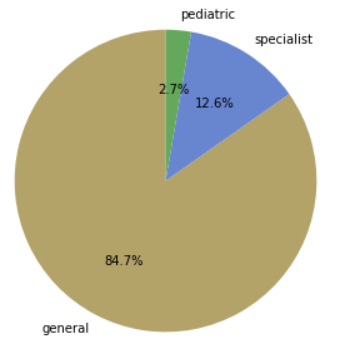 pediatric
specialist
2.7%
12.6%
84.7%
general